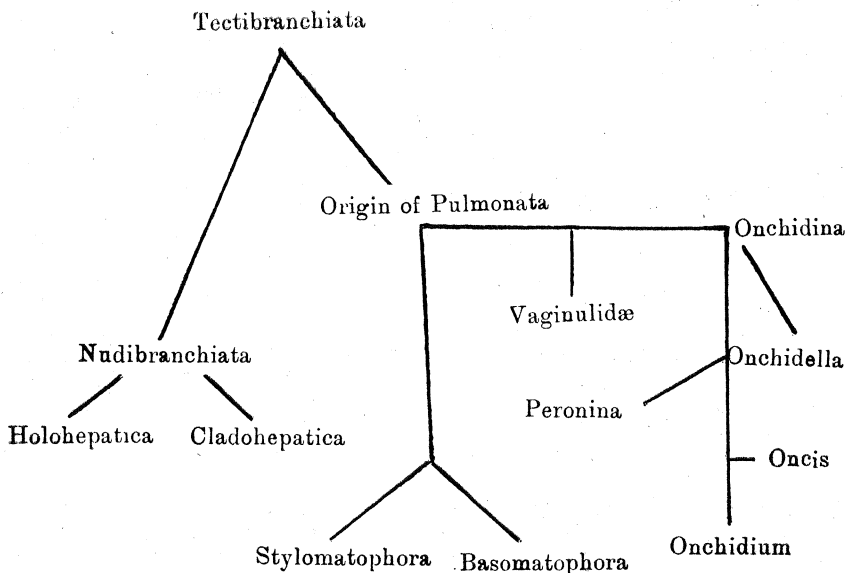 Tectibranchiata
Origin of Pulmonata
Onchidina
Vaginulidæ
Nudibranchiata
Onchidella
Peronina
Holohepatica
Cladohepatica
Oncis
Stylomatophora
Basomatophora
Onchidium